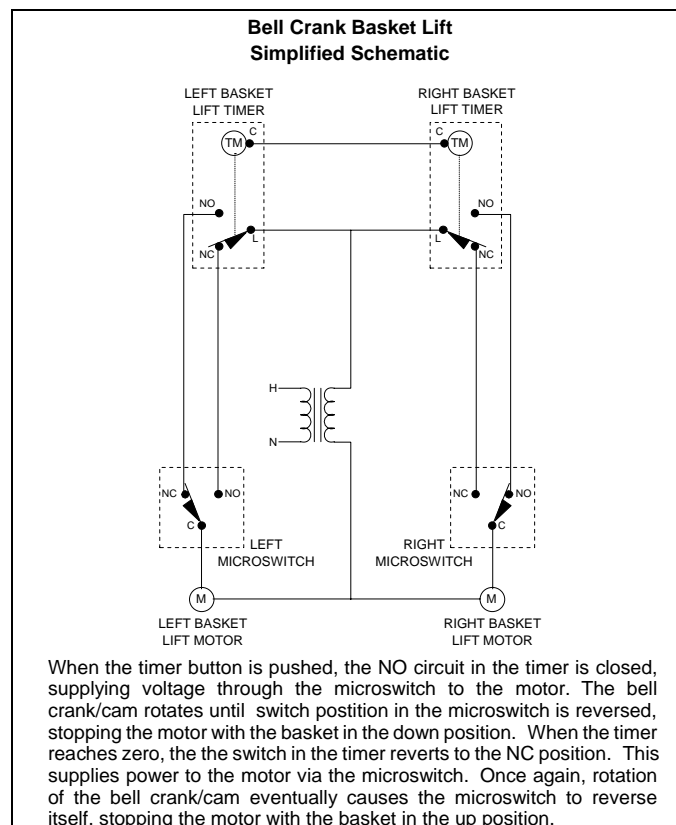 Bell Crank Basket Lift
Simplified Schematic
LEFT BASKET
LIFT TIMER
RIGHT BASKET
LIFT TIMER
TM
C
C
TM
NO
NO
L
L
NC
NC
H
N
NC
NO
NC
NO
C
C
LEFT
MICROSWITCH
RIGHT
MICROSWITCH
M
M
LEFT BASKET
LIFT MOTOR
RIGHT BASKET
LIFT MOTOR
When the timer button is pushed, the NO circuit in the timer is closed,
supplying voltage through the microswitch to the motor. The bell
crank/cam rotates until switch postition in the microswitch is reversed,
stopping the motor with the basket in the down position. When the timer
reaches zero, the the switch in the timer reverts to the NC position. This
supplies power to the motor via the microswitch. Once again, rotation
of the bell crank/cam eventually causes the microswitch to reverse
itself, stopping the motor with the basket in the up position.